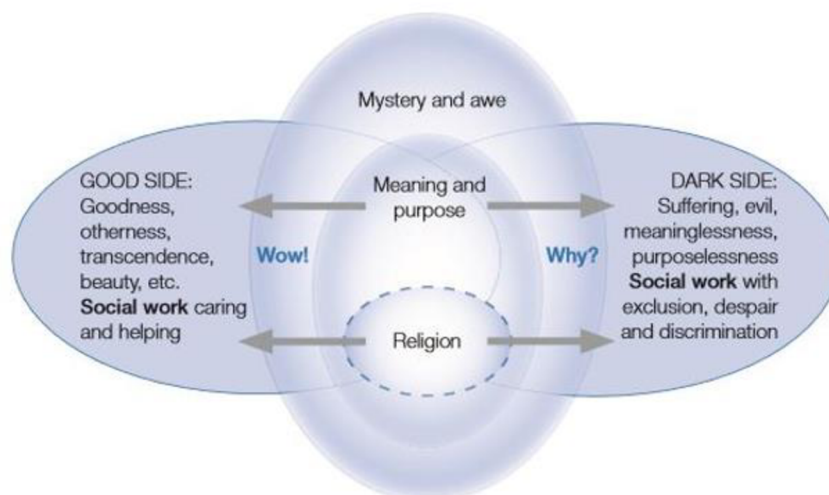 Mystery and awe
GOOD SIDE:
Goodness,
otherness,
transcendence,
beauty, etc.
Social work caring
and helping
Wow!
Meaning and
purpose
Religion
Why?
DARK SIDE:
Suffering, evil,
meaninglessness,
purposelessness
Social work with
exclusion, despair
and discrimination